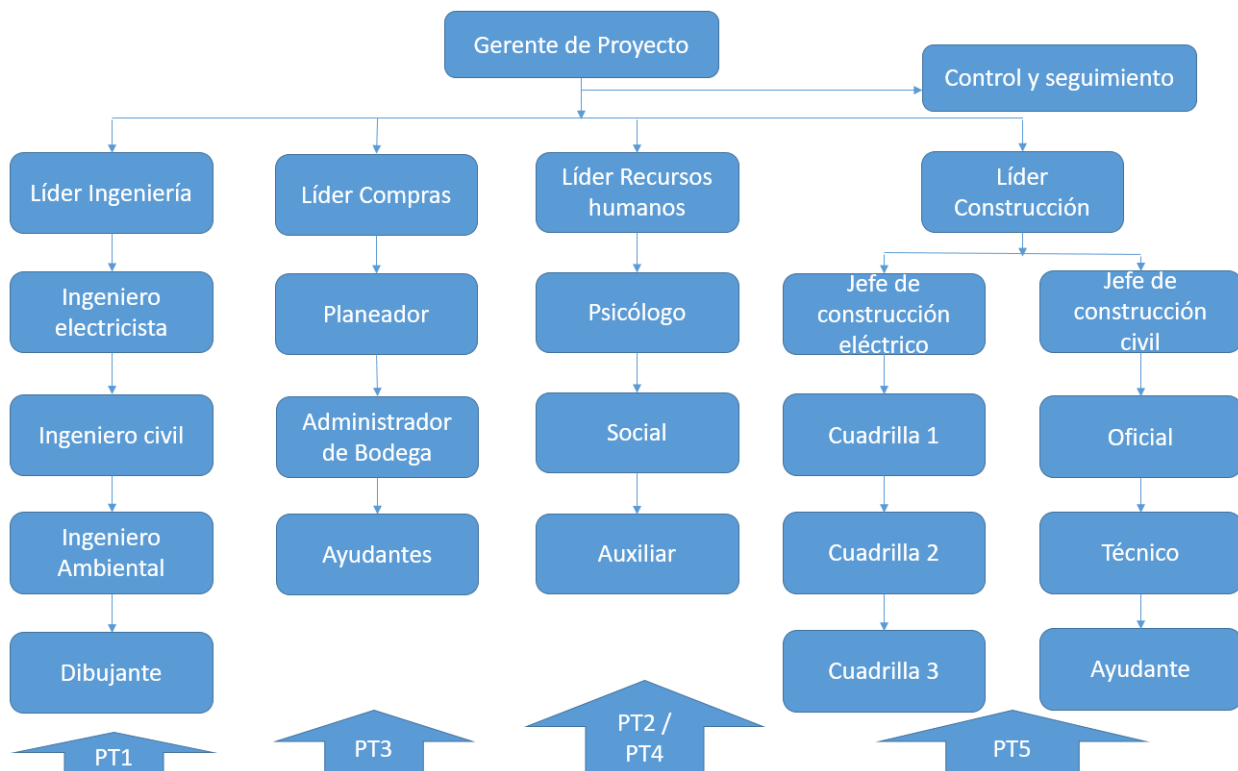 Gerente de Proyecto
Control y seguimiento
Líder Ingeniería
Líder Compras
Líder Recursos
humanos
Líder
Construcción
Ingeniero
electricista
Planeador
Psicólogo
Jefe de
construcción
eléctrico
Jefe de
construcción
civil
Ingeniero civil
Administrador
de Bodega
Social
Cuadrilla 1
Oficial
Ingeniero
Ambiental
Ayudantes
Auxiliar
Cuadrilla 2
Técnico
Dibujante
Cuadrilla 3
Ayudante
PT1
PT3
PT2 /
PT4
PT5